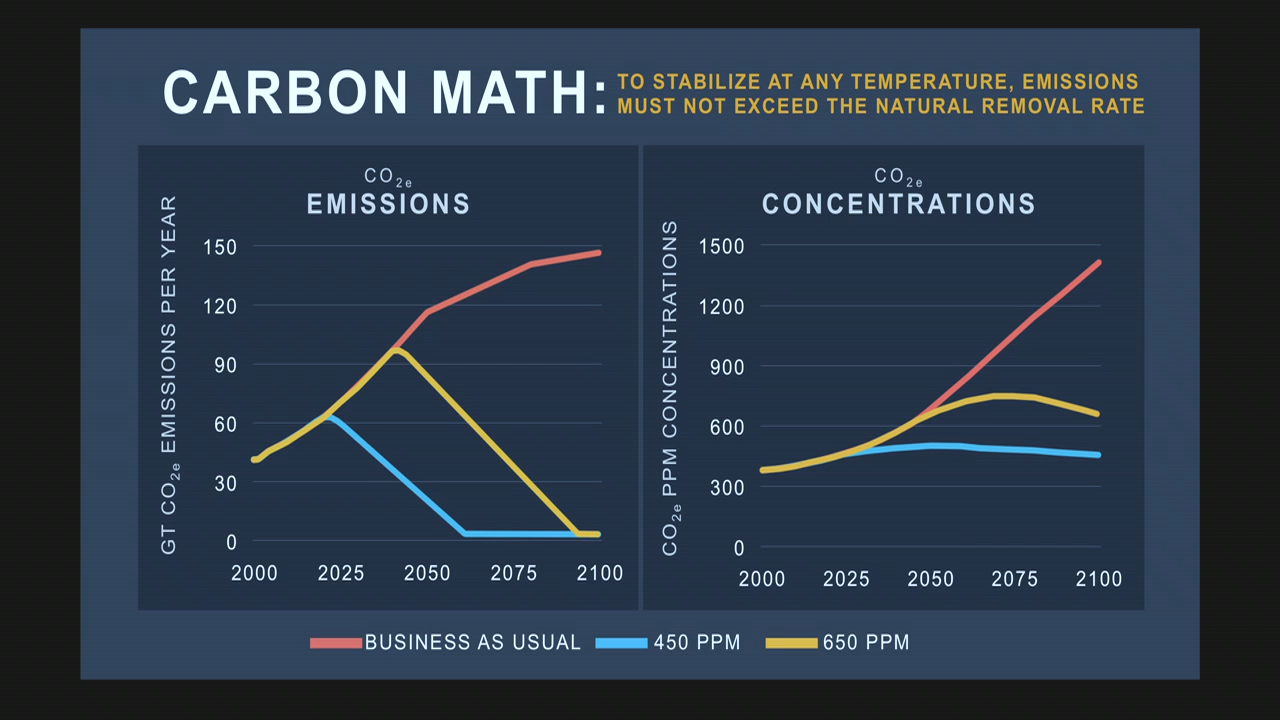 CARBON MATH:
TO STABILIZE AT ANY TEMPERATURE, EMISSIONS
MUST NOT EXCEED THE NATURAL REMOVAL RATE
CO2e
EMISSIONS
GT CO2e EMISSIONS PER YEAR
150
120
90
60
30
0
2000 2025 2050 2075 2100
CO2e
CONCENTRATIONS
CO2e PPM CONCENTRATIONS
1500
1200
900
600
300
0
2000 2025 2050 2075 2100
BUSINESS AS USUAL 450 PPM 650 PPM